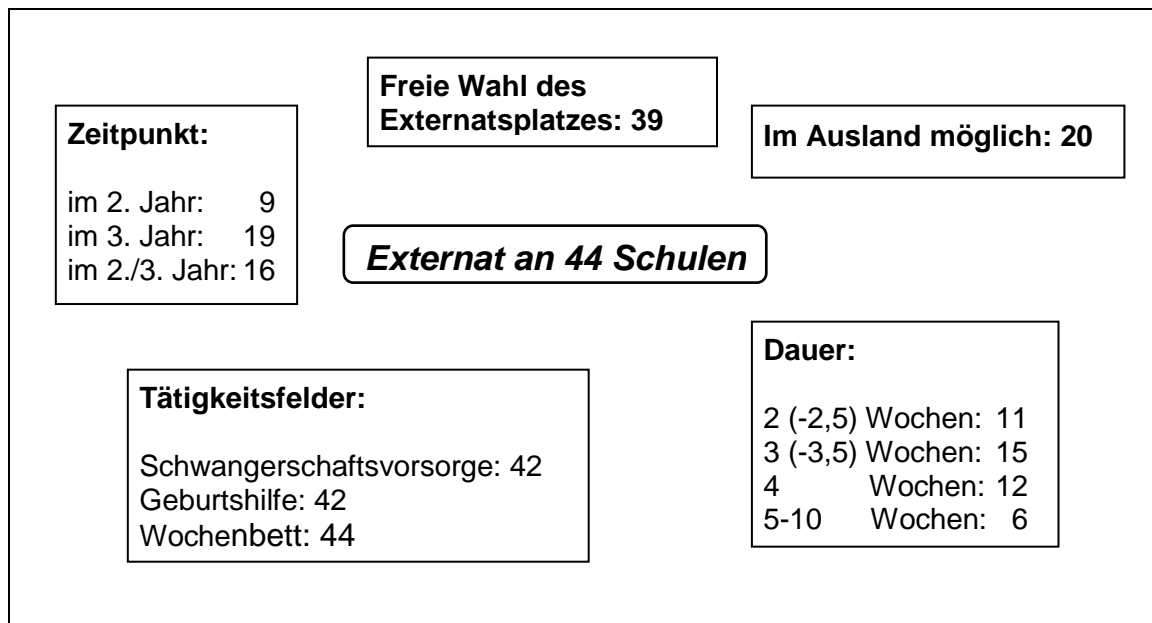 Freie Wahl des
Externatsplatzes: 39
Zeitpunkt:
im 2. Jahr: 9
im 3. Jahr: 19
im 2./3. Jahr: 16
Im Ausland möglich: 20
Externat an 44 Schulen
Tätigkeitsfelder:
Schwangerschaftsvorsorge: 42
Geburtshilfe: 42
Wochenbett: 44
Dauer:
2 (-2,5) Wochen: 11
3 (-3,5) Wochen: 15
4 Wochen: 12
5-10 Wochen: 6